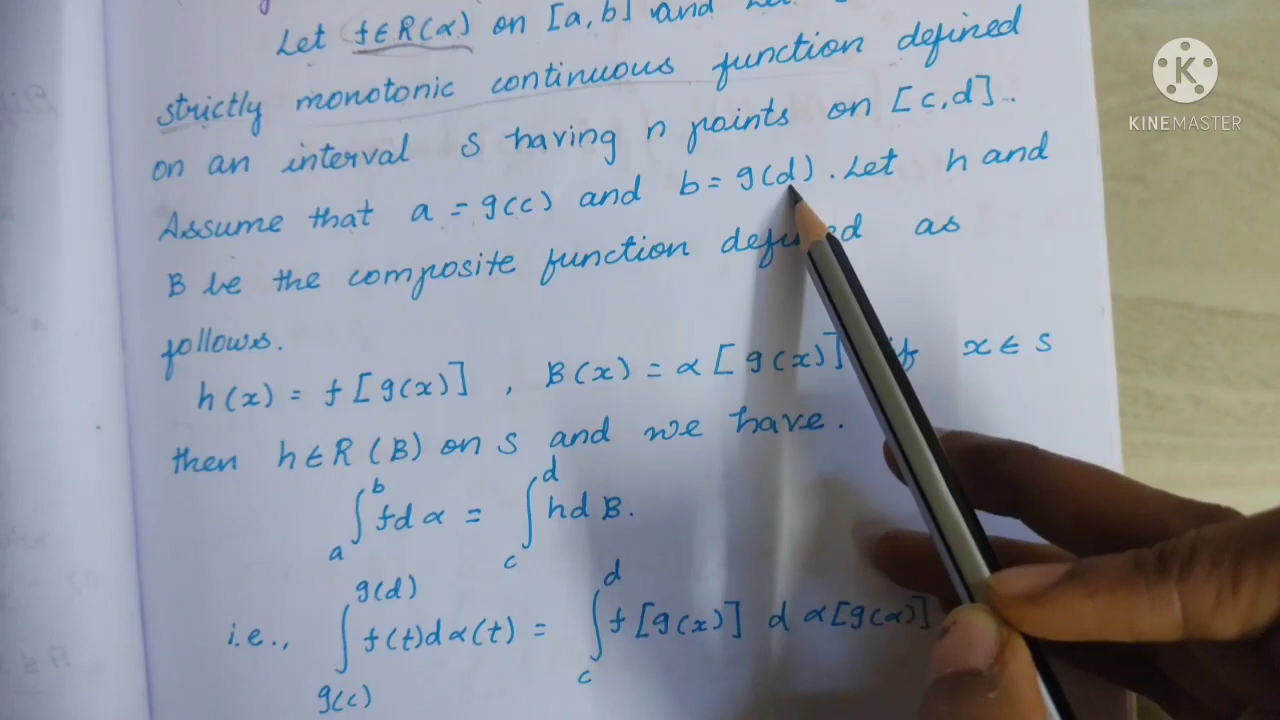 Let f∈R(α) on [a,b] and let
strictly monotonic continuous function defined
on an interval S having n points on [c,d].
Assume that a = g(c) and b = g(d). Let h and
B be the composite function defined as
follows.
h(x) = f[g(x)], B(x) = α[g(x)] if x∈s
then h∈R(B) on S and we have.
∫_a^b f dα = ∫_c^d h d B.
i.e., ∫_{g(c)}^{g(d)} f(t) dα(t) = ∫_c^d f[g(x)] d α[g(α)]
K
KINEMASTER